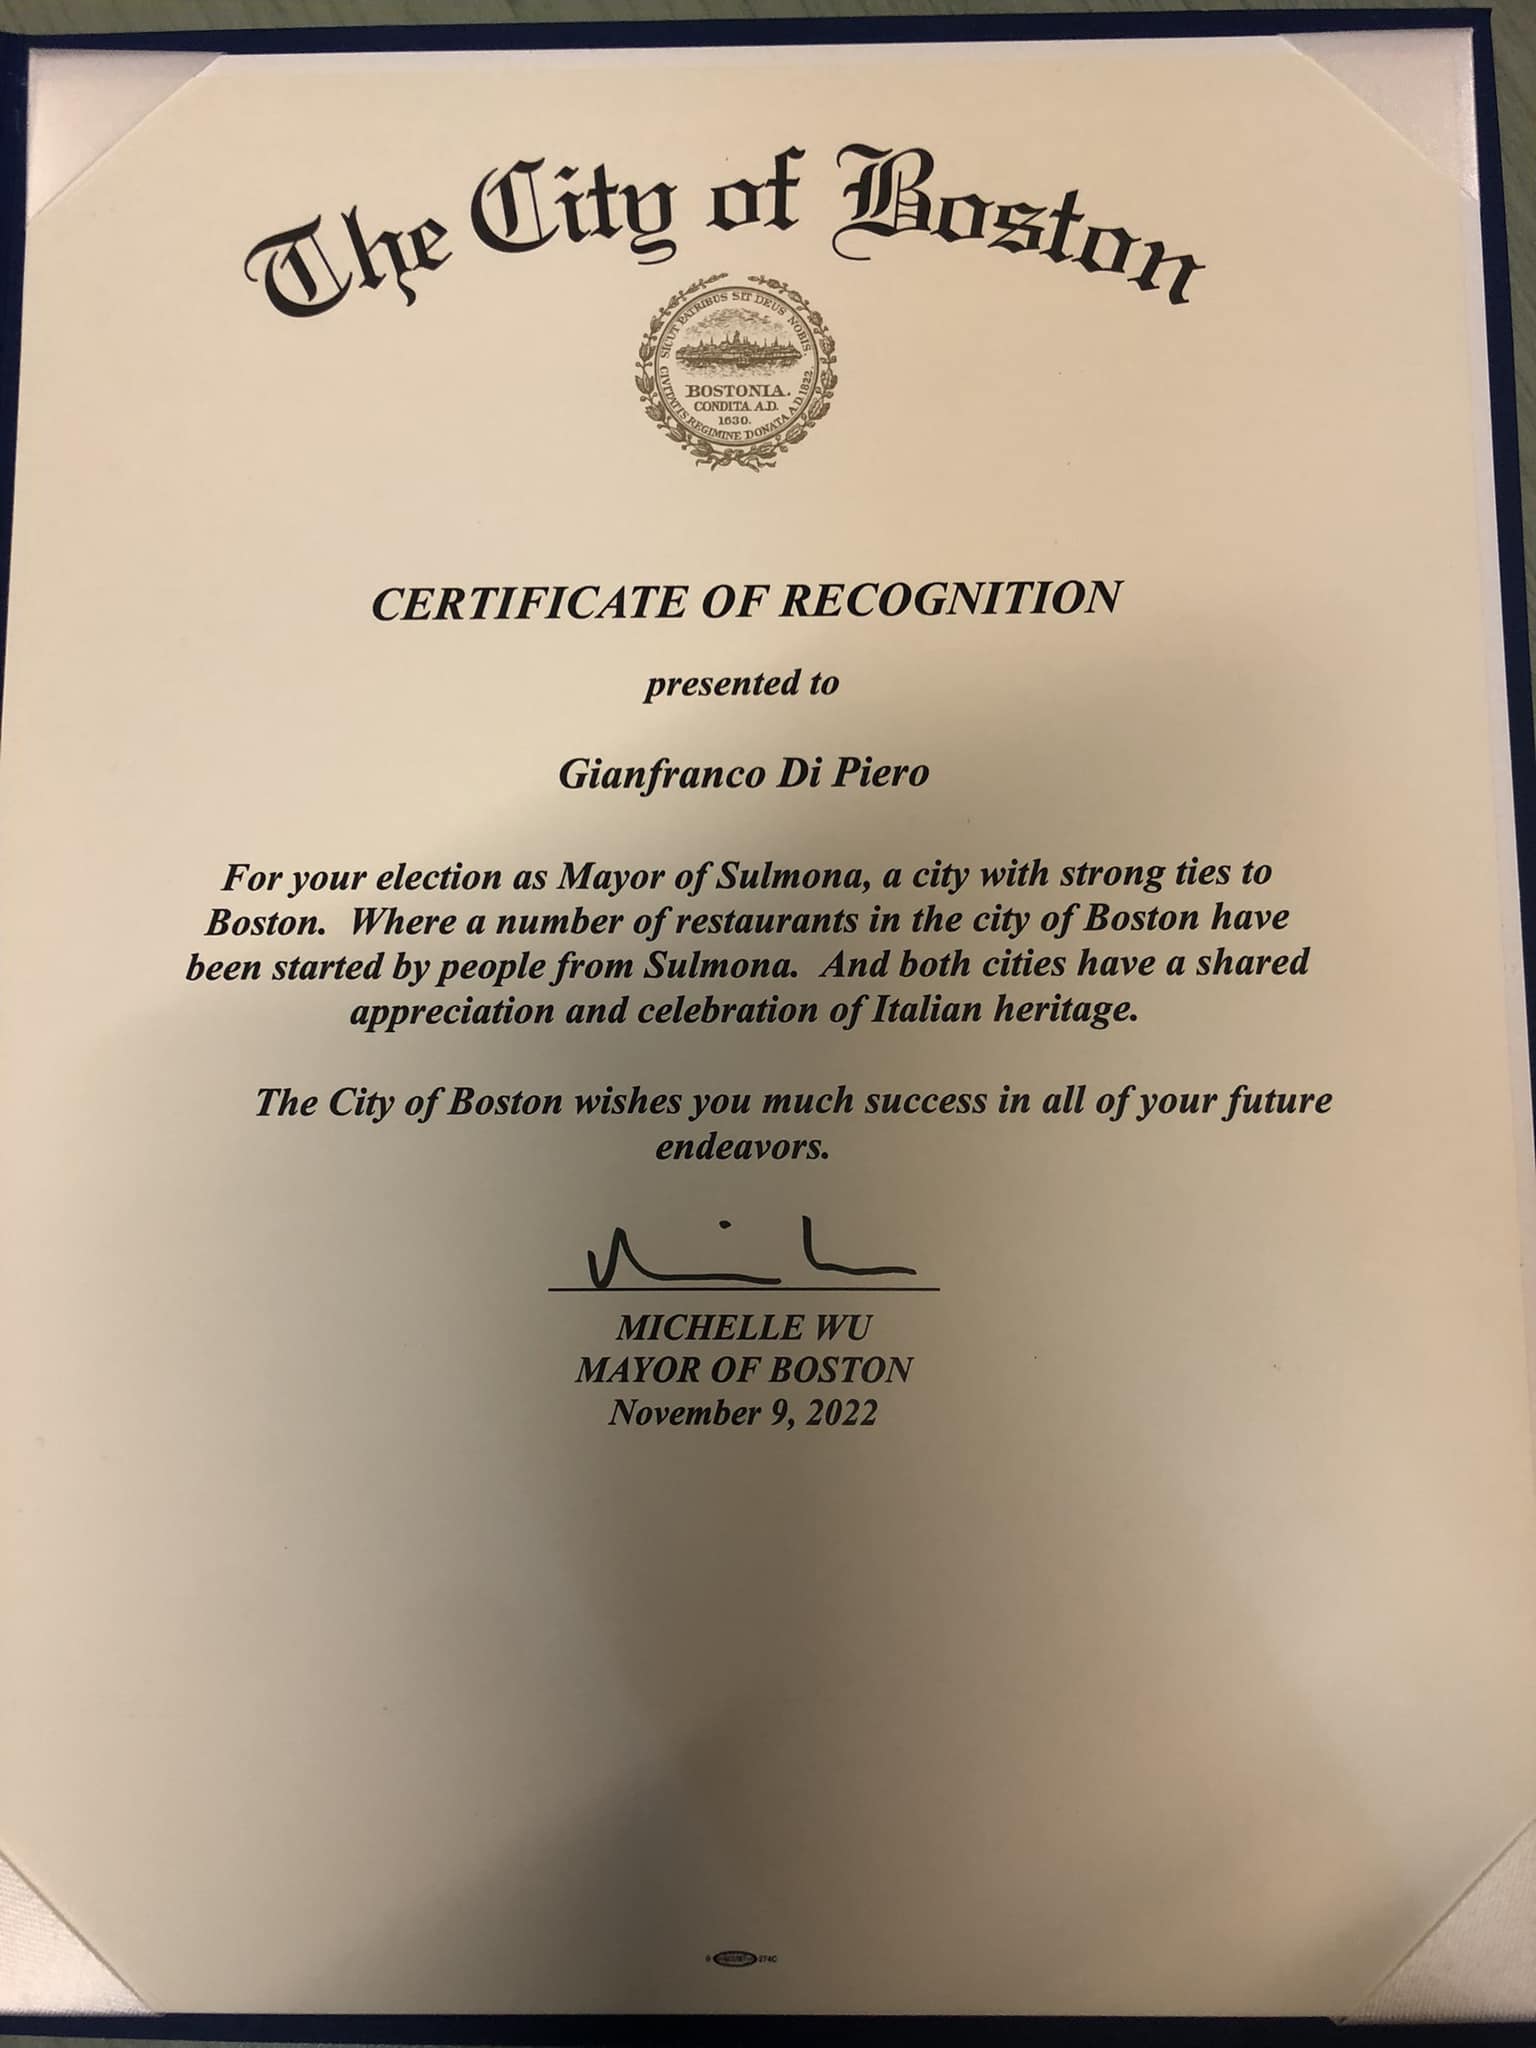 The City of Boston
SICUT PATRIBUS SIT DEUS NOBIS.
BOSTONIA.
CONDITA A.D.
1630.
CIVITATIS REGIMINE DONATA A.D. 1822.
CERTIFICATE OF RECOGNITION
presented to
Gianfranco Di Piero
For your election as Mayor of Sulmona, a city with strong ties to
Boston. Where a number of restaurants in the city of Boston have
been started by people from Sulmona. And both cities have a shared
appreciation and celebration of Italian heritage.
The City of Boston wishes you much success in all of your future
endeavors.
MICHELLE WU
MAYOR OF BOSTON
November 9, 2022
274C